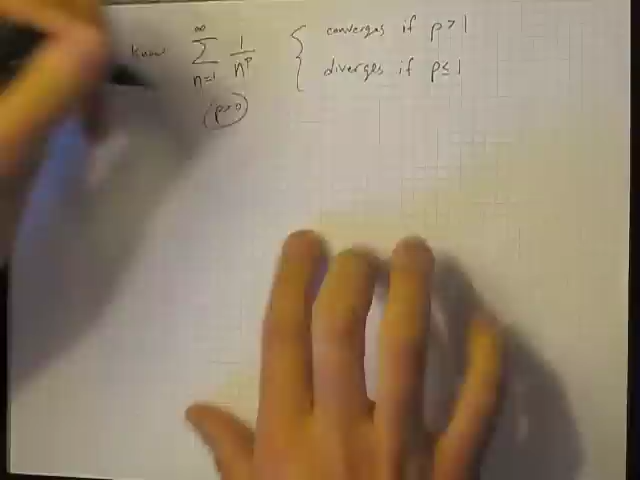 know ∞∑n=1 1/n^p { converges if p>1
diverges if p≤1
(p>0)